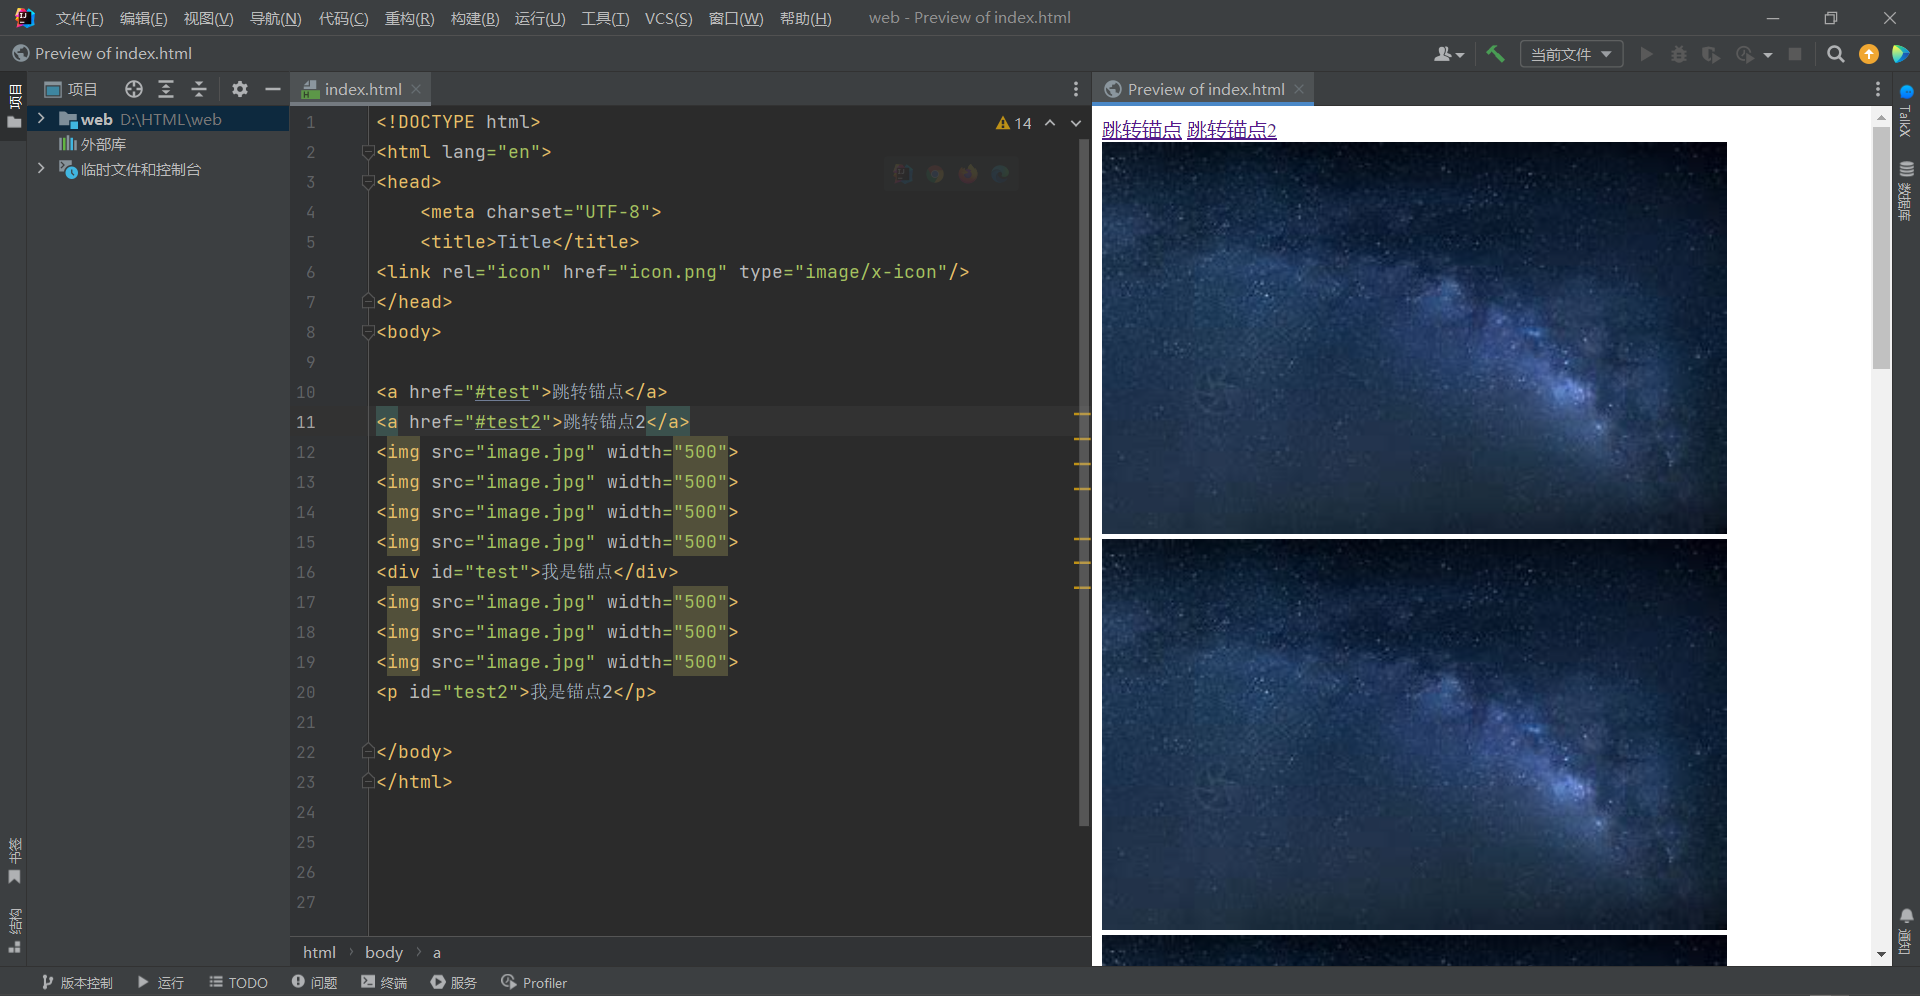 文件(F) 编辑(E) 视图(V) 导航(N) 代码(C) 重构(R) 构建(B) 运行(U) 工具(T) VCS(S) 窗口(W) 帮助(H) web - Preview of index.html
Preview of index.html 当前文件
项目
项目
index.html
Preview of index.html
web D:\HTML\web
外部库
临时文件和控制台
14
1 <!DOCTYPE html>
2 <html lang="en">
3 <head>
4 <meta charset="UTF-8">
5 <title>Title</title>
6 <link rel="icon" href="icon.png" type="image/x-icon"/>
7 </head>
8 <body>
9
10 <a href="#test">跳转锚点</a>
11 <a href="#test2">跳转锚点2</a>
12 <img src="image.jpg" width="500">
13 <img src="image.jpg" width="500">
14 <img src="image.jpg" width="500">
15 <img src="image.jpg" width="500">
16 <div id="test">我是锚点</div>
17 <img src="image.jpg" width="500">
18 <img src="image.jpg" width="500">
19 <img src="image.jpg" width="500">
20 <p id="test2">我是锚点2</p>
21
22 </body>
23 </html>
24
25
26
27
html › body › a
跳转锚点 跳转锚点2
TalkX
数据库
通知
书签
结构
版本控制 运行 TODO 问题 终端 服务 Profiler